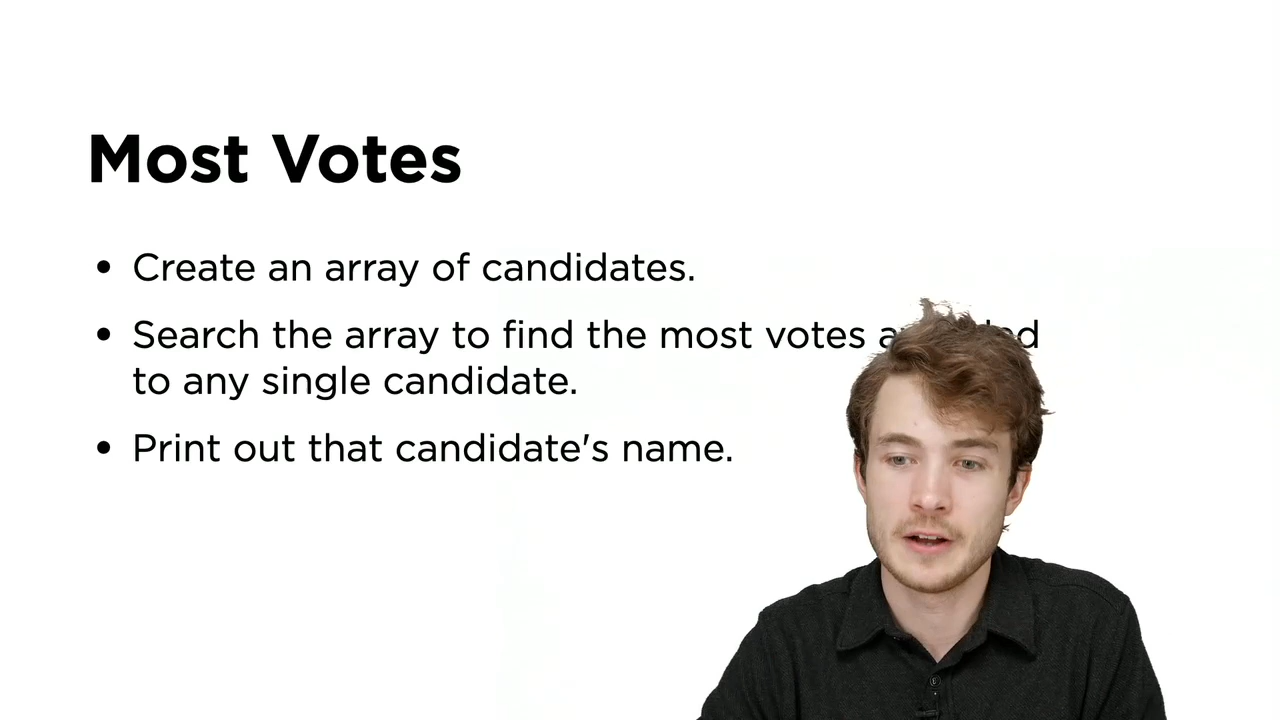 Most Votes
• Create an array of candidates.
• Search the array to find the most votes
to any single candidate.
• Print out that candidate's name.